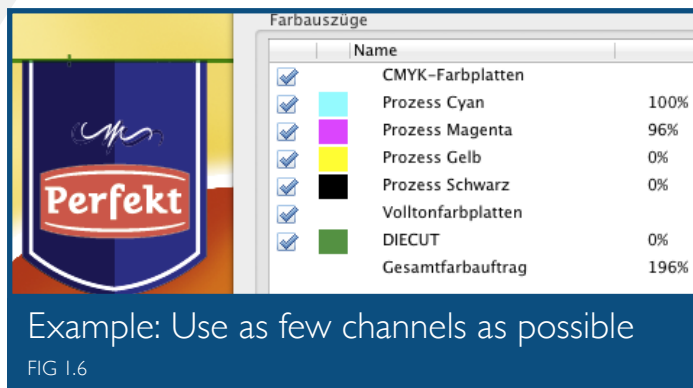 Farbauszüge
Name
CMYK-Farbplatten
Prozess Cyan 100%
Prozess Magenta 96%
Prozess Gelb 0%
Prozess Schwarz 0%
Volltonfarbplatten
DIECUT 0%
Gesamtfarbauftrag 196%
Perfekt
Example: Use as few channels as possible
FIG 1.6